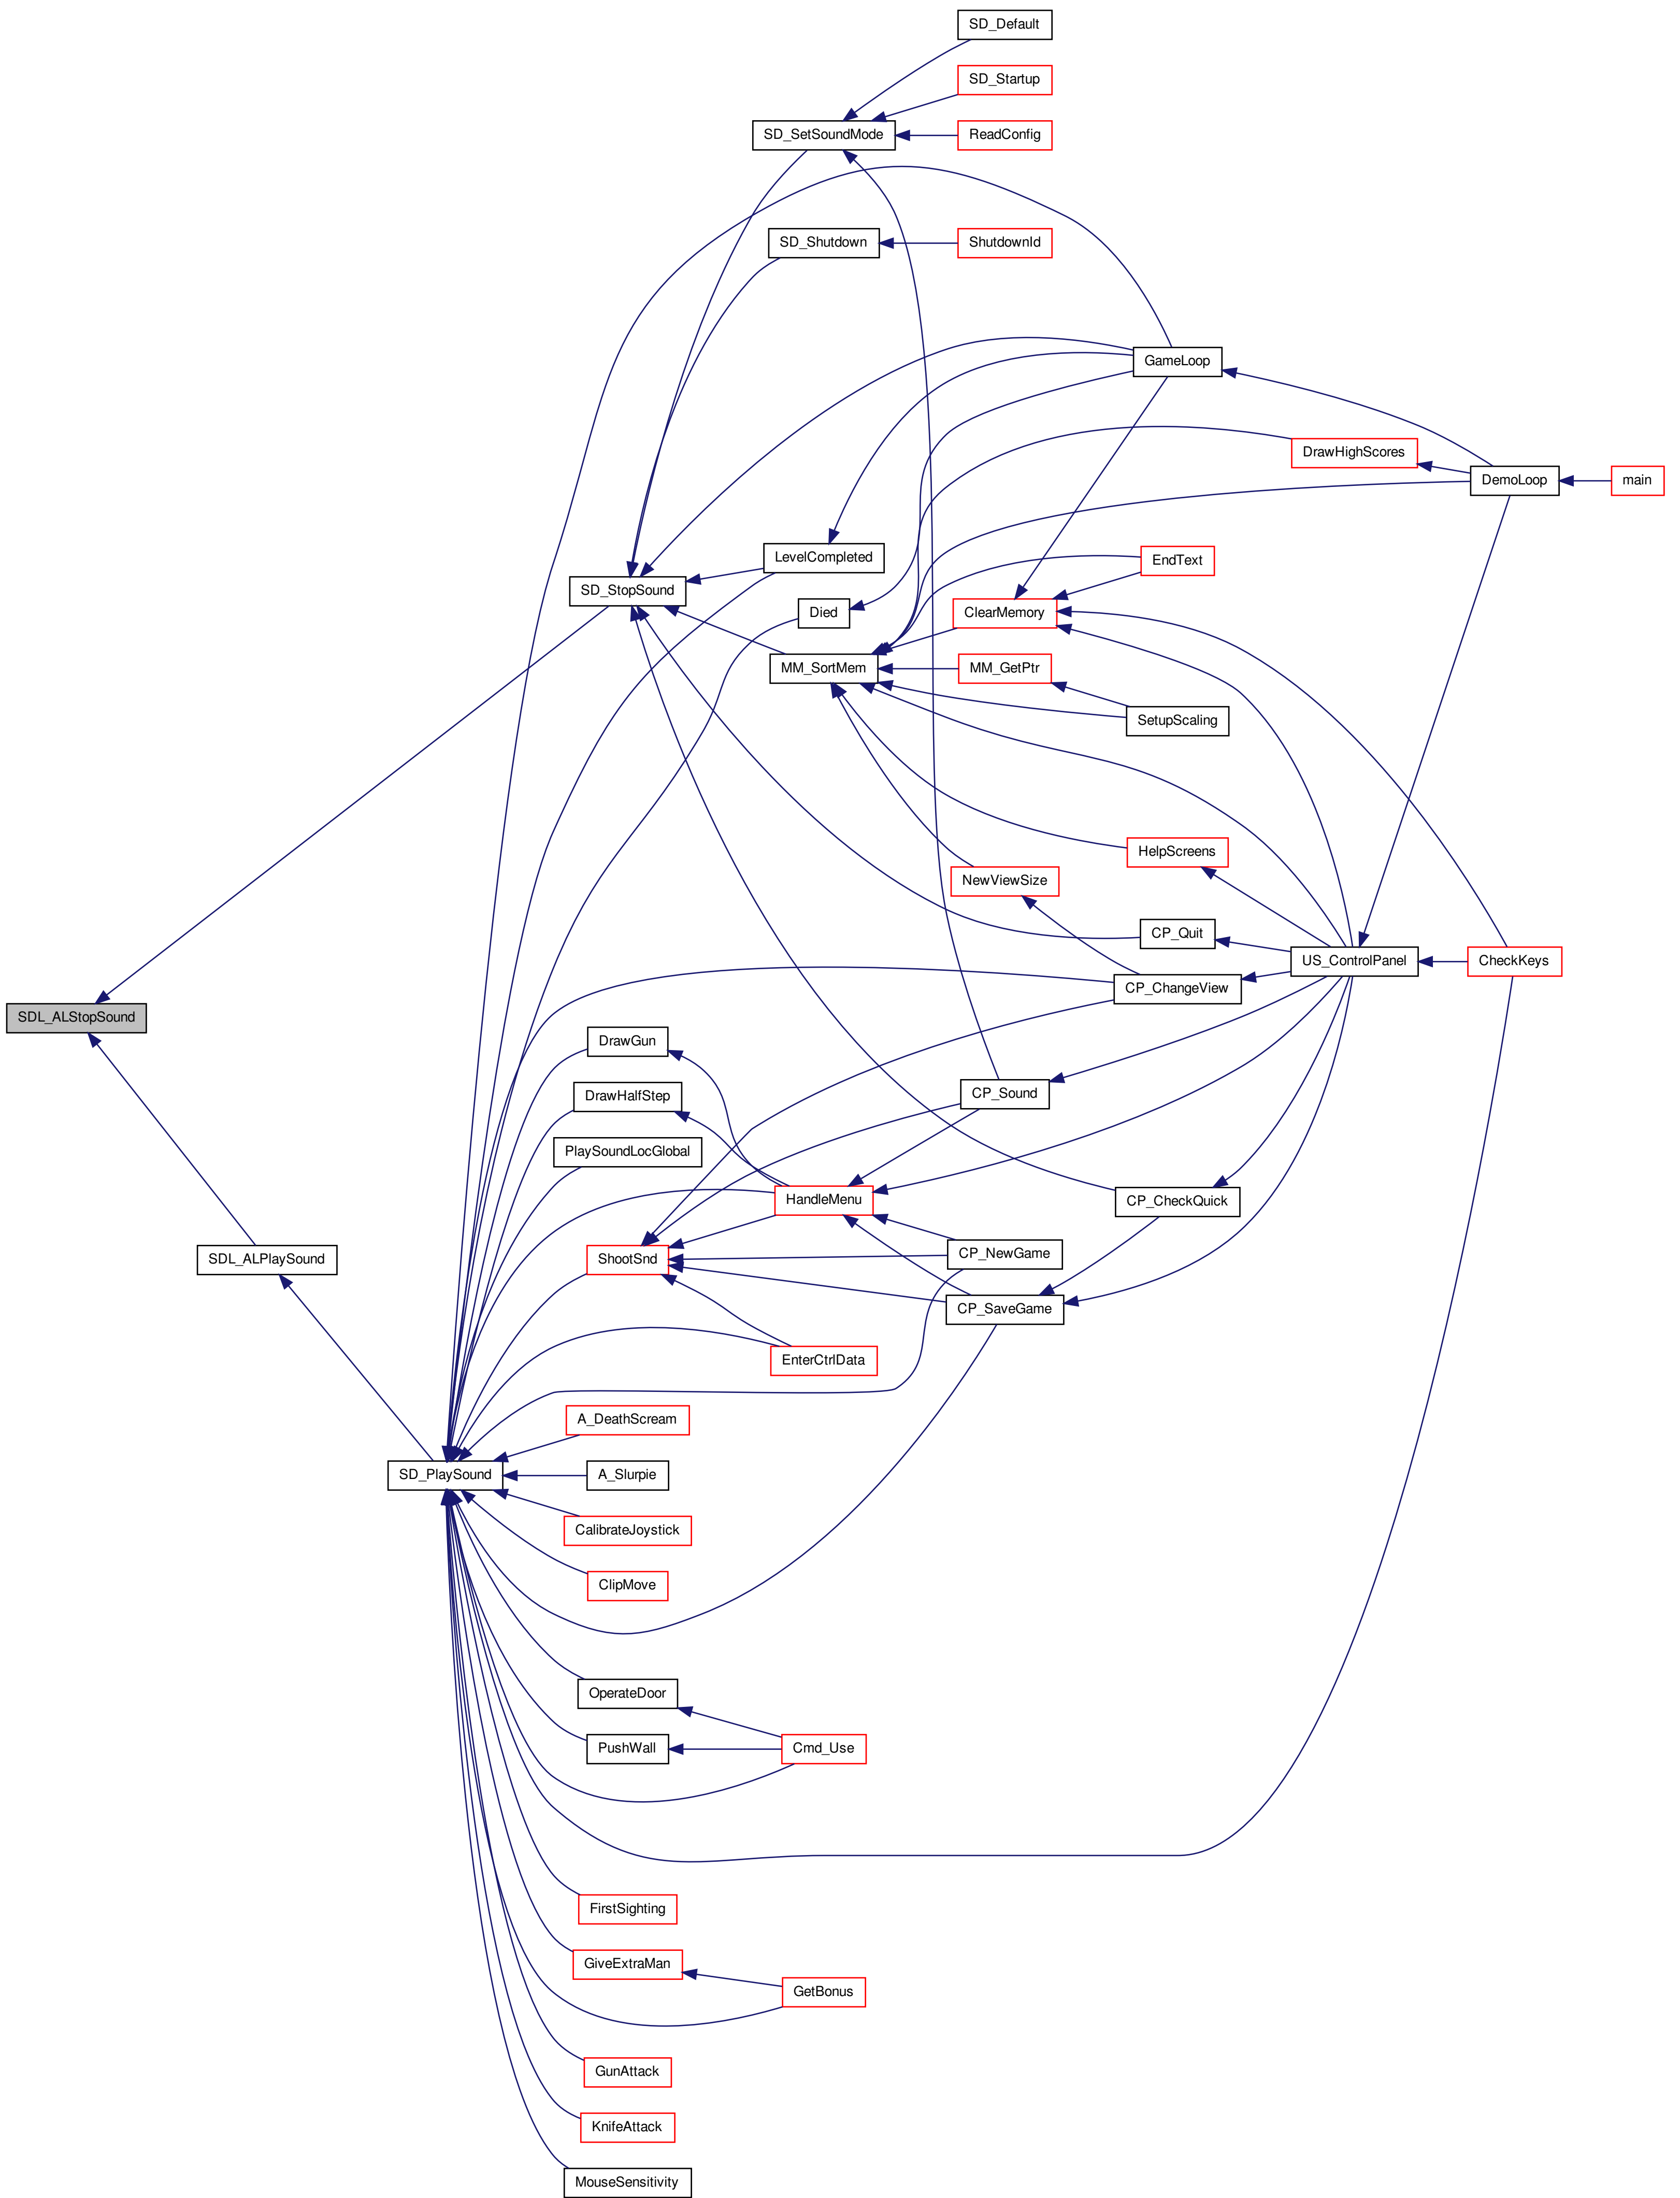 SD_Default
SD_Startup
SD_SetSoundMode
ReadConfig
SD_Shutdown
ShutdownId
GameLoop
DrawHighScores
DemoLoop
main
LevelCompleted
EndText
SD_StopSound
Died
ClearMemory
MM_SortMem
MM_GetPtr
SetupScaling
HelpScreens
NewViewSize
CP_Quit
US_ControlPanel
CheckKeys
CP_ChangeView
SDL_ALStopSound
DrawGun
DrawHalfStep
CP_Sound
PlaySoundLocGlobal
HandleMenu
CP_CheckQuick
SDL_ALPlaySound
ShootSnd
CP_NewGame
CP_SaveGame
EnterCtrlData
A_DeathScream
SD_PlaySound
A_Slurpie
CalibrateJoystick
ClipMove
OperateDoor
PushWall
Cmd_Use
FirstSighting
GiveExtraMan
GetBonus
GunAttack
KnifeAttack
MouseSensitivity